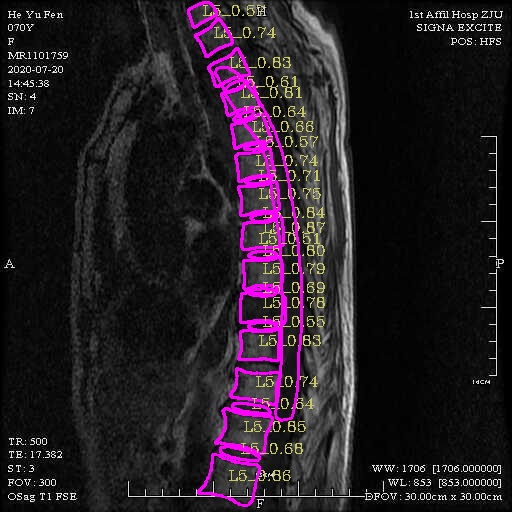 He Yu Fen
070Y
F
MR1101759
2020-07-20
14:45:38
SN: 4
IM: 7
H
1st Affil Hosp ZJU
SIGNA EXCITE
POS: HFS
L5_0.74
L5_0.83
L5_0.61
L5_0.81
L5_0.64
L5_0.66
L5_0.57
L5_0.74
L5_0.71
L5_0.75
L5_0.84
L5_0.87
L5_0.51
L5_0.80
L5_0.79
L5_0.69
L5_0.78
L5_0.55
L5_0.83
L5_0.74
L5_0.84
L5_0.85
L5_0.68
L5_0.86
A
P
14CM
TR: 500
TE: 17.382
ST: 3
FOV: 300
OSag T1 FSE
F
WW: 1706 [1706.000000]
WL: 853 [853.000000]
DFOV: 30.00cm x 30.00cm